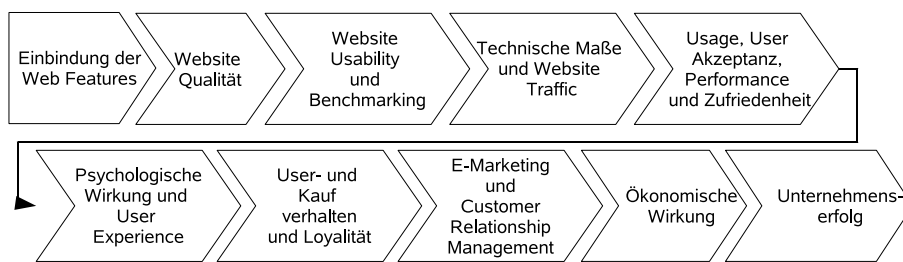 Einbindung der
Web Features
Website
Qualität
Website
Usability
und
Benchmarking
Technische Maße
und Website
Traffic
Usage, User
Akzeptanz,
Performance
und Zufriedenheit
Psychologische
Wirkung und
User
Experience
User- und
Kauf
verhalten
und Loyalität
E-Marketing
und
Customer
Relationship
Management
Ökonomische
Wirkung
Unternehmens-
erfolg